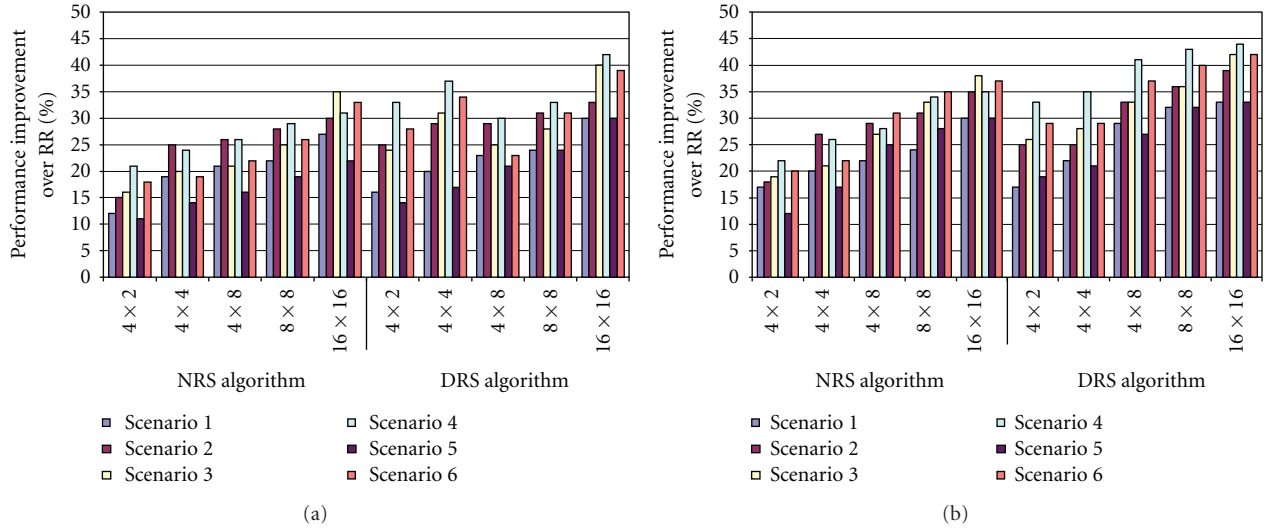 Performance improvement
over RR (%)
50
45
40
35
30
25
20
15
10
5
0
4 × 2
4 × 4
4 × 8
8 × 8
16 × 16
4 × 2
4 × 4
4 × 8
8 × 8
16 × 16
NRS algorithm
DRS algorithm
Scenario 1
Scenario 2
Scenario 3
Scenario 4
Scenario 5
Scenario 6
(a)
Performance improvement
over RR (%)
50
45
40
35
30
25
20
15
10
5
0
4 × 2
4 × 4
4 × 8
8 × 8
16 × 16
4 × 2
4 × 4
4 × 8
8 × 8
16 × 16
NRS algorithm
DRS algorithm
Scenario 1
Scenario 2
Scenario 3
Scenario 4
Scenario 5
Scenario 6
(b)